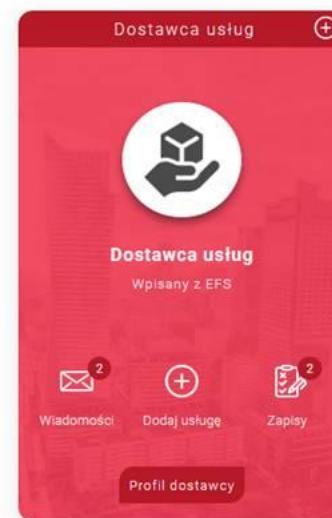 Dostawca usług
Dostawca usług
Wpisany z EFS
2
2
Wiadomości
Dodaj usługę
Zapisy
Profil dostawcy